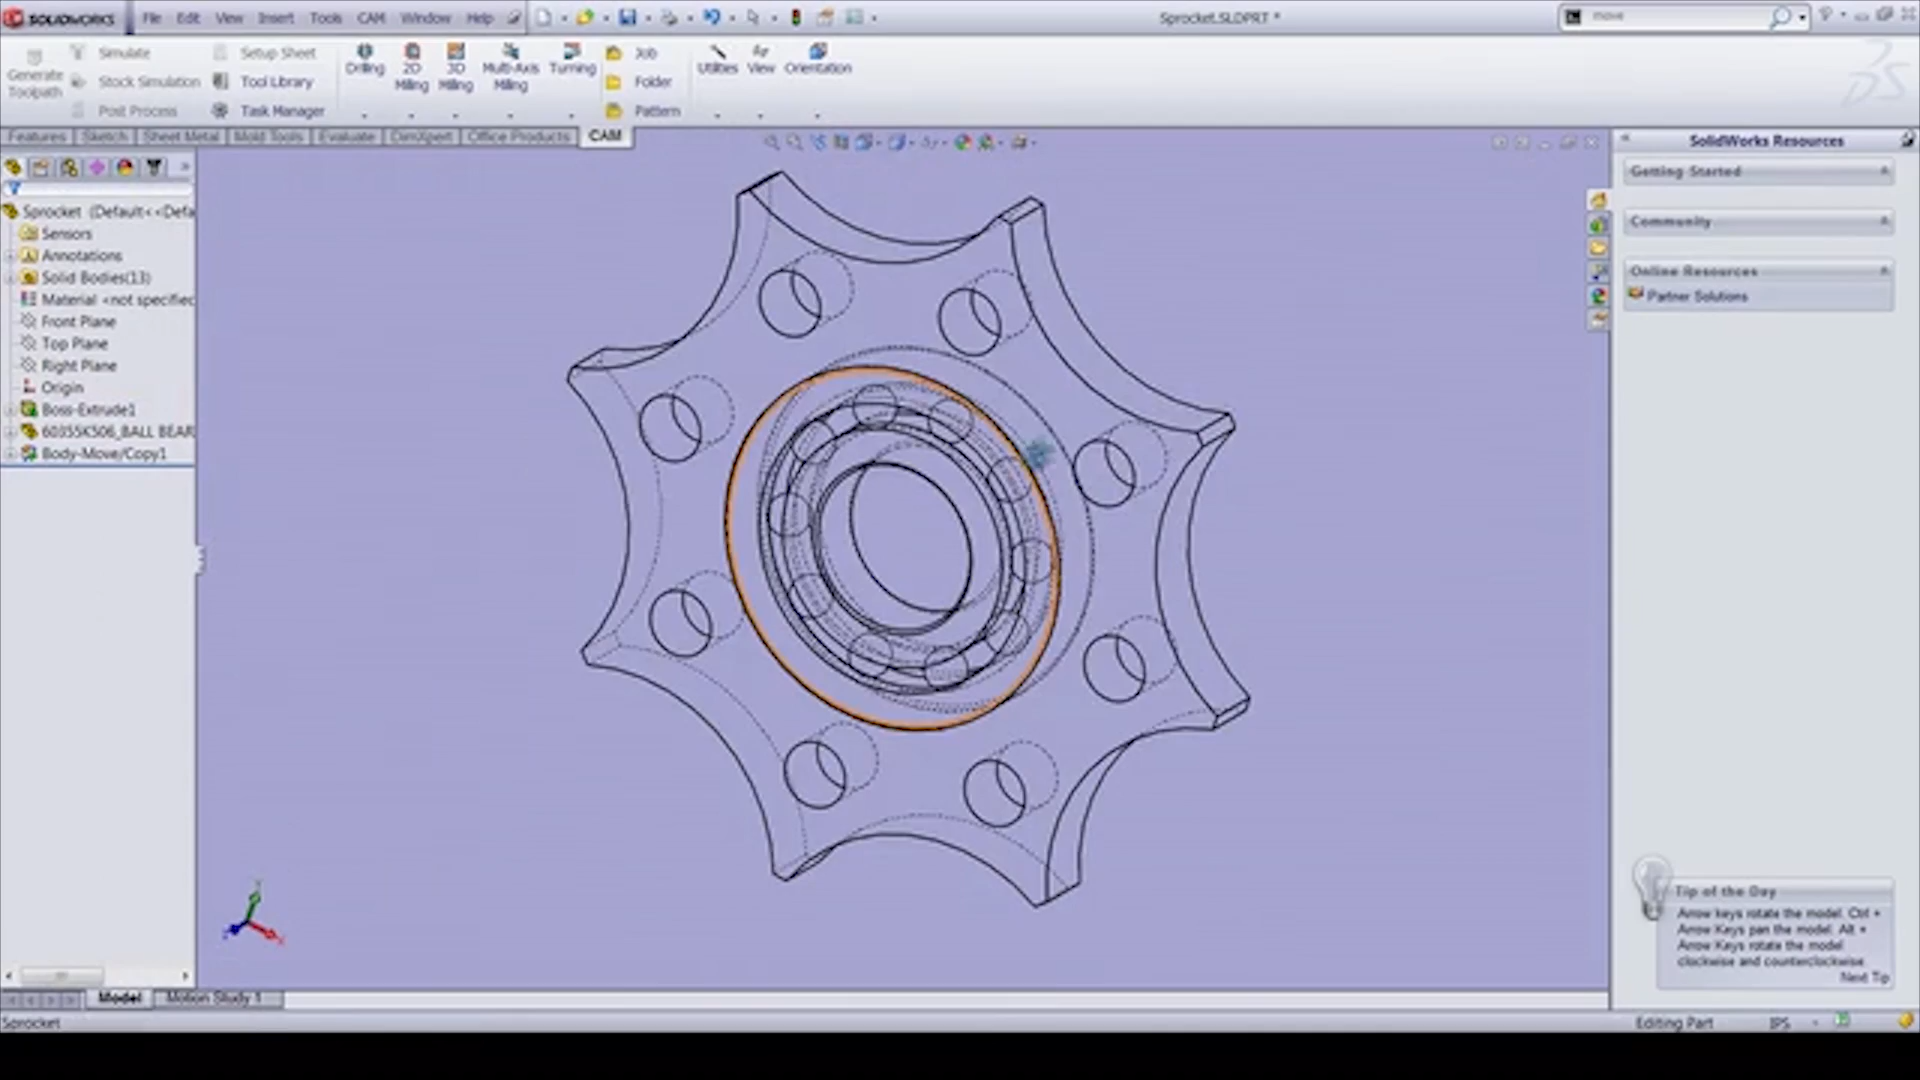 SOLIDWORKS File Edit View Insert Tools CAM Window Help
Sprocket.SLDPRT *
move
Generate Toolpath
Simulate
Stock Simulation
Post Process
Setup Sheet
Tool Library
Task Manager
Drilling
2D Milling
3D Milling
Multi-Axis Milling
Turning
Job
Folder
Pattern
Utilities
View
Orientation
Features Sketch Sheet Metal Mold Tools Evaluate DimXpert Office Products CAM
Sprocket (Default<<Defa
Sensors
Annotations
Solid Bodies(13)
Material <not specified
Front Plane
Top Plane
Right Plane
Origin
Boss-Extrude1
60355K506_BALL BEAR
Body-Move/Copy1
SolidWorks Resources
Getting Started
Community
Online Resources
Partner Solutions
Tip of the Day
Arrow keys rotate the model. Ctrl +
Arrow Keys pan the model. Alt +
Arrow Keys rotate the model
clockwise and counterclockwise.
Next Tip
Model Motion Study 1
Sprocket
Editing Part IPS